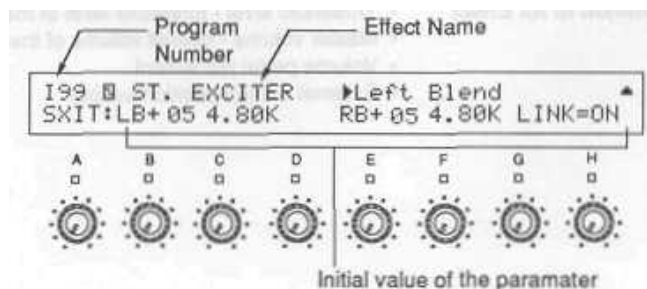 Program
Number
Effect Name
I99 S ST. EXCITER ▶Left Blend
SXIT:LB+05 4.80K RB+05 4.80K LINK=ON
A B C D E F G H
Initial value of the paramater